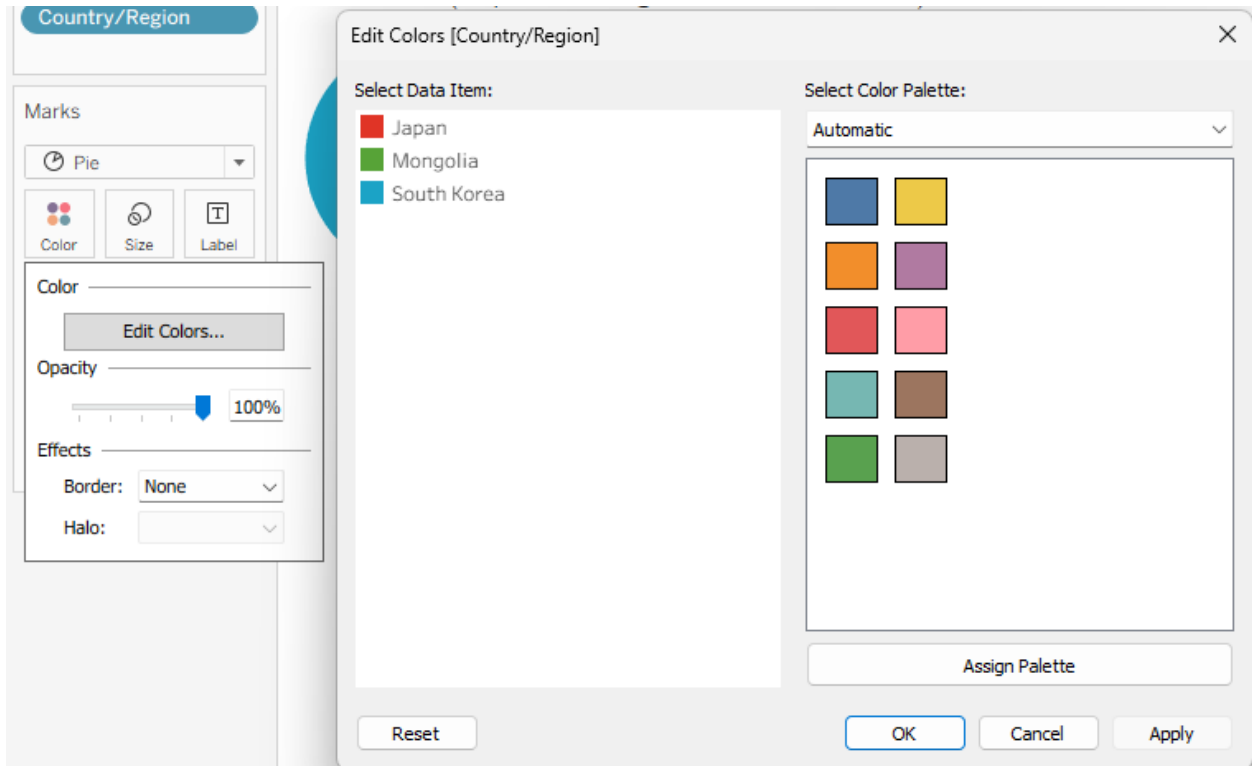 Country/Region
Marks
Pie
Color
Size
Label
Color
Edit Colors...
Opacity
100%
Effects
Border: None
Halo:
Edit Colors [Country/Region]
Select Data Item:
Japan
Mongolia
South Korea
Select Color Palette:
Automatic
Assign Palette
Reset
OK
Cancel
Apply